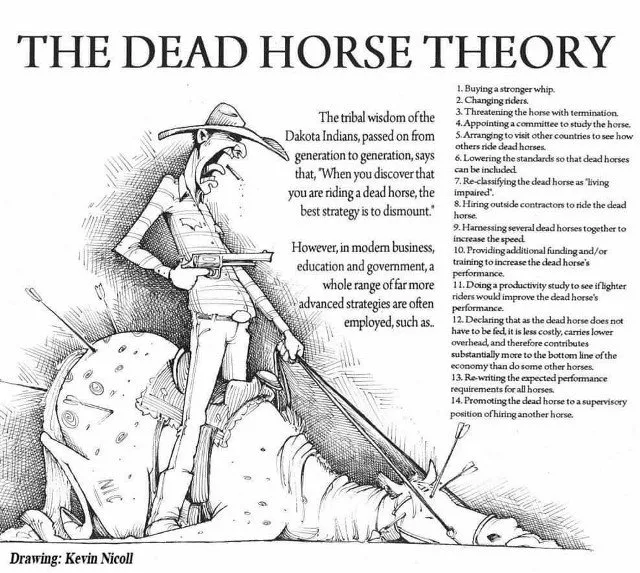 THE DEAD HORSE THEORY
The tribal wisdom of the
Dakota Indians, passed on from
generation to generation, says
that, "When you discover that
you are riding a dead horse, the
best strategy is to dismount."
However, in modern business,
education and government, a
whole range of far more
advanced strategies are often
employed, such as..
1. Buying a stronger whip.
2. Changing riders.
3. Threatening the horse with termination.
4. Appointing a committee to study the horse.
5. Arranging to visit other countries to see how
others ride dead horses.
6. Lowering the standards so that dead horses
can be included.
7. Re-classifying the dead horse as "living
impaired".
8. Hiring outside contractors to ride the dead
horse.
9. Harnessing several dead horses together to
increase the speed.
10. Providing additional funding and/or
training to increase the dead horse's
performance.
11. Doing a productivity study to see if lighter
riders would improve the dead horse's
performance.
12. Declaring that as the dead horse does not
have to be fed, it is less costly, carries lower
overhead, and therefore contributes
substantially more to the bottom line of the
economy than do some other horses.
13. Re-writing the expected performance
requirements for all horses.
14. Promoting the dead horse to a supervisory
position of hiring another horse.
NIC
Drawing: Kevin Nicoll